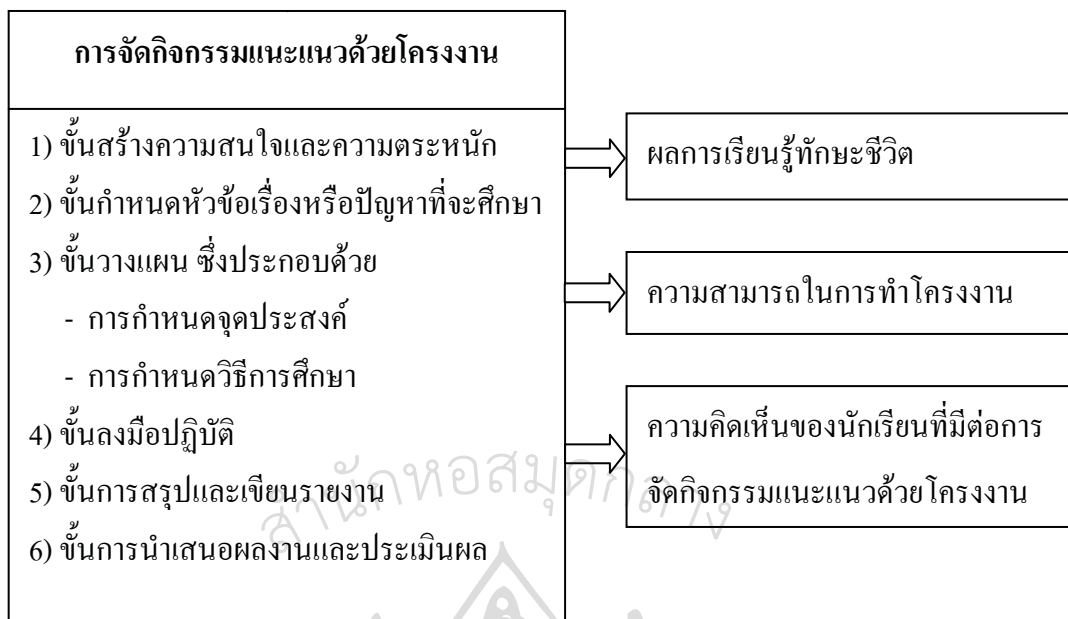 การจัดกิจกรรมแนะแนวด้วยโครงงาน
1) ขั้นสร้างความสนใจและความตระหนัก
2) ขั้นกำหนดหัวข้อเรื่องหรือปัญหาที่จะศึกษา
3) ขั้นวางแผน ซึ่งประกอบด้วย
- การกำหนดจุดประสงค์
- การกำหนดวิธีการศึกษา
4) ขั้นลงมือปฏิบัติ
5) ขั้นการสรุปและเขียนรายงาน
6) ขั้นการนำเสนอผลงานและประเมินผล
ผลการเรียนรู้ทักษะชีวิต
ความสามารถในการทำโครงงาน
ความคิดเห็นของนักเรียนที่มีต่อการ
จัดกิจกรรมแนะแนวด้วยโครงงาน
สำนักหอสมุดกลาง